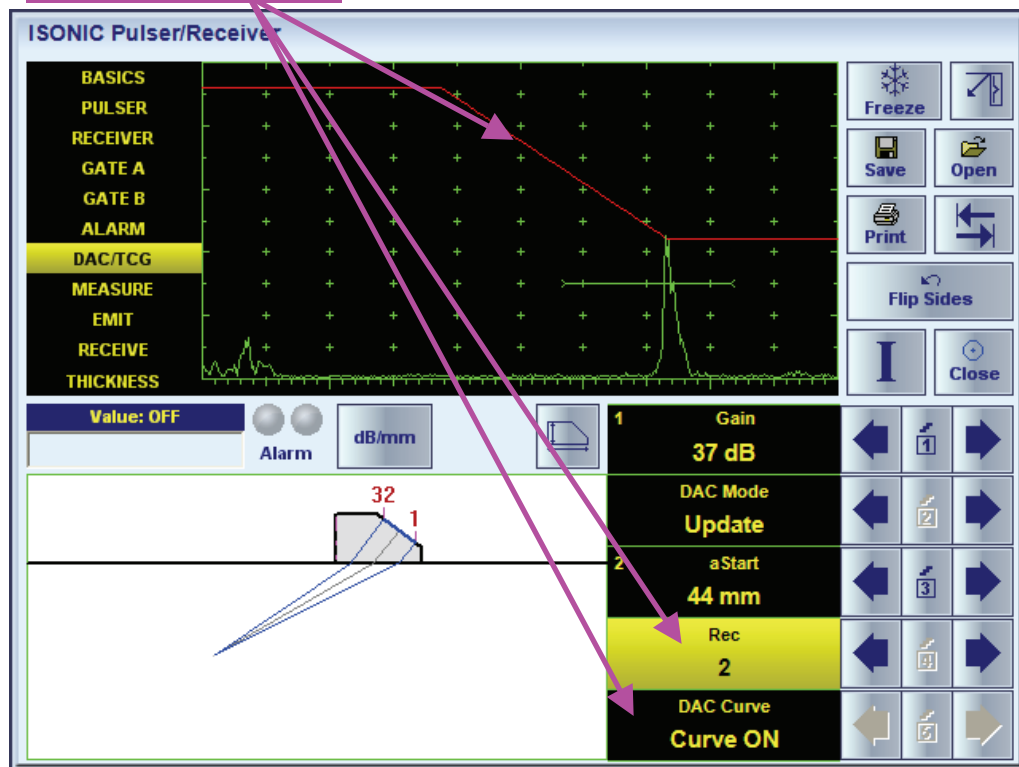 ISONIC Pulser/Receiver
BASICS
PULSER
RECEIVER
GATE A
GATE B
ALARM
DAC/TCG
MEASURE
EMIT
RECEIVE
THICKNESS
Freeze
Save
Open
Print
Flip Sides
I
Close
Value: OFF
Alarm
dB/mm
1 Gain
37 dB
1
DAC Mode
Update
2
2 aStart
44 mm
3
Rec
2
4
DAC Curve
Curve ON
5
32
1